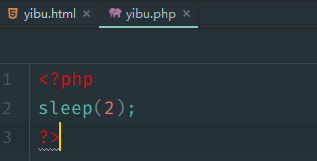 yibu.html × yibu.php ×
1 <?php
2 sleep(2);
3 ?>